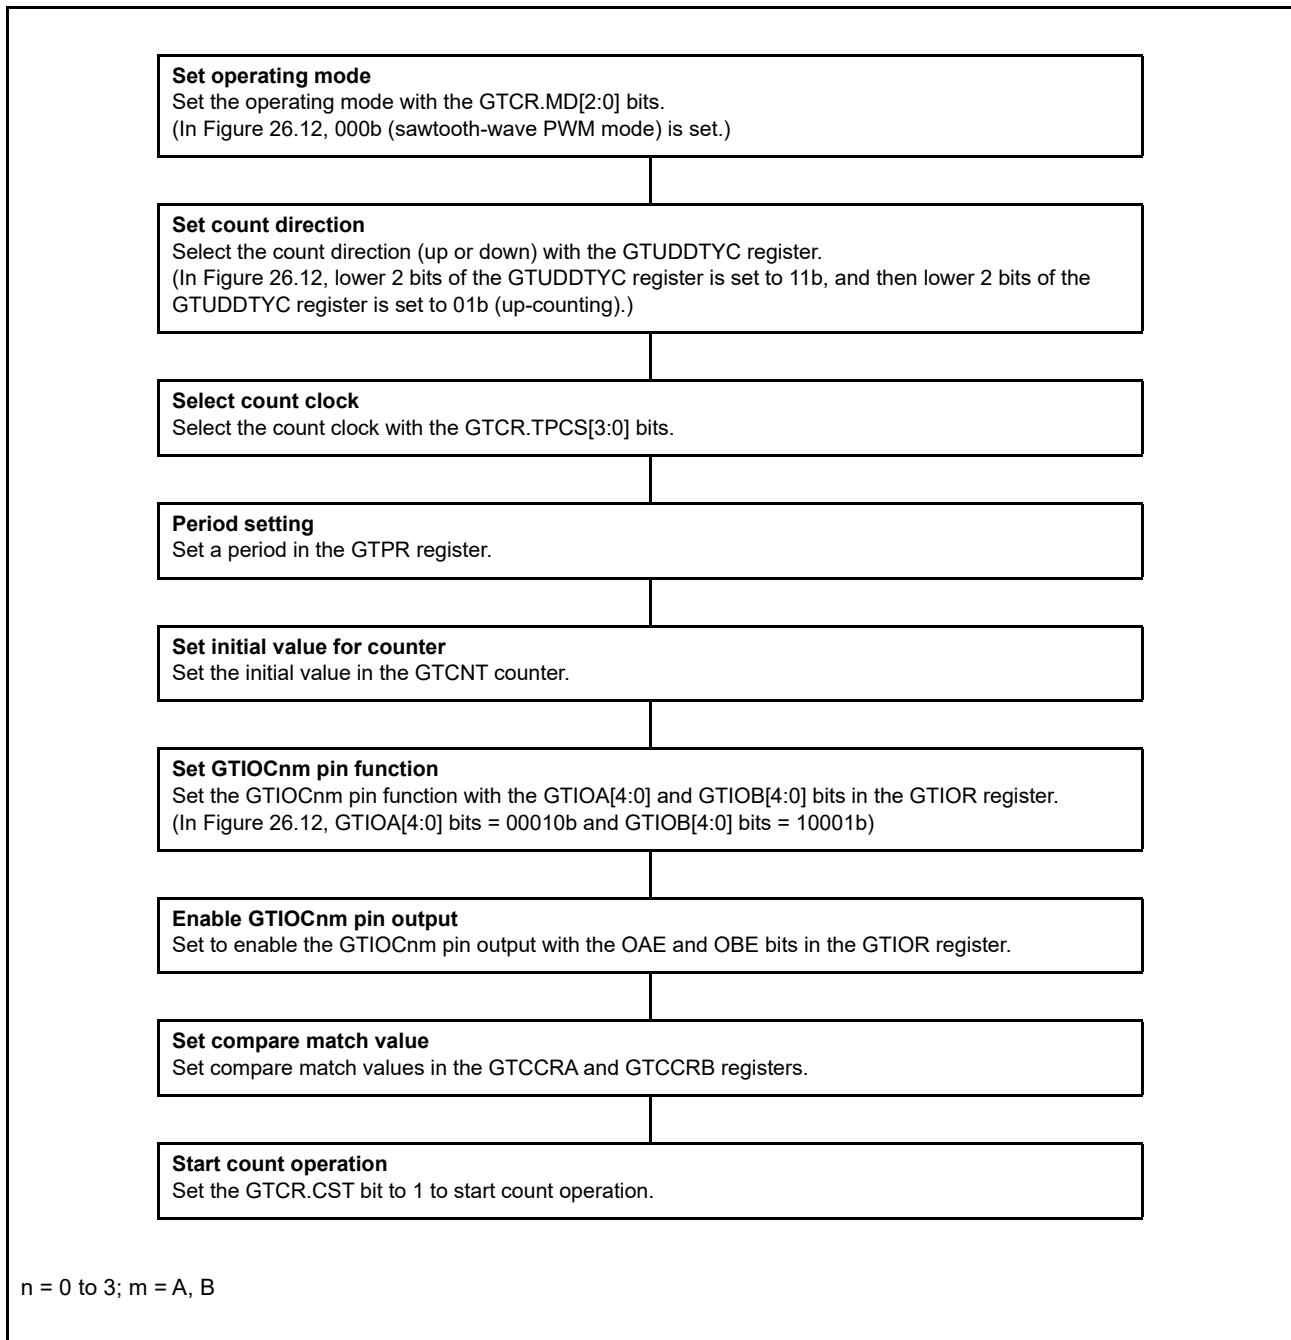 Set operating mode
Set the operating mode with the GTCR.MD[2:0] bits.
(In Figure 26.12, 000b (sawtooth-wave PWM mode) is set.)
Set count direction
Select the count direction (up or down) with the GTUDDTYC register.
(In Figure 26.12, lower 2 bits of the GTUDDTYC register is set to 11b, and then lower 2 bits of the
GTUDDTYC register is set to 01b (up-counting).)
Select count clock
Select the count clock with the GTCR.TPCS[3:0] bits.
Period setting
Set a period in the GTPR register.
Set initial value for counter
Set the initial value in the GTCNT counter.
Set GTIOCnm pin function
Set the GTIOCnm pin function with the GTIOA[4:0] and GTIOB[4:0] bits in the GTIOR register.
(In Figure 26.12, GTIOA[4:0] bits = 00010b and GTIOB[4:0] bits = 10001b)
Enable GTIOCnm pin output
Set to enable the GTIOCnm pin output with the OAE and OBE bits in the GTIOR register.
Set compare match value
Set compare match values in the GTCCRA and GTCCRB registers.
Start count operation
Set the GTCR.CST bit to 1 to start count operation.
n = 0 to 3; m = A, B